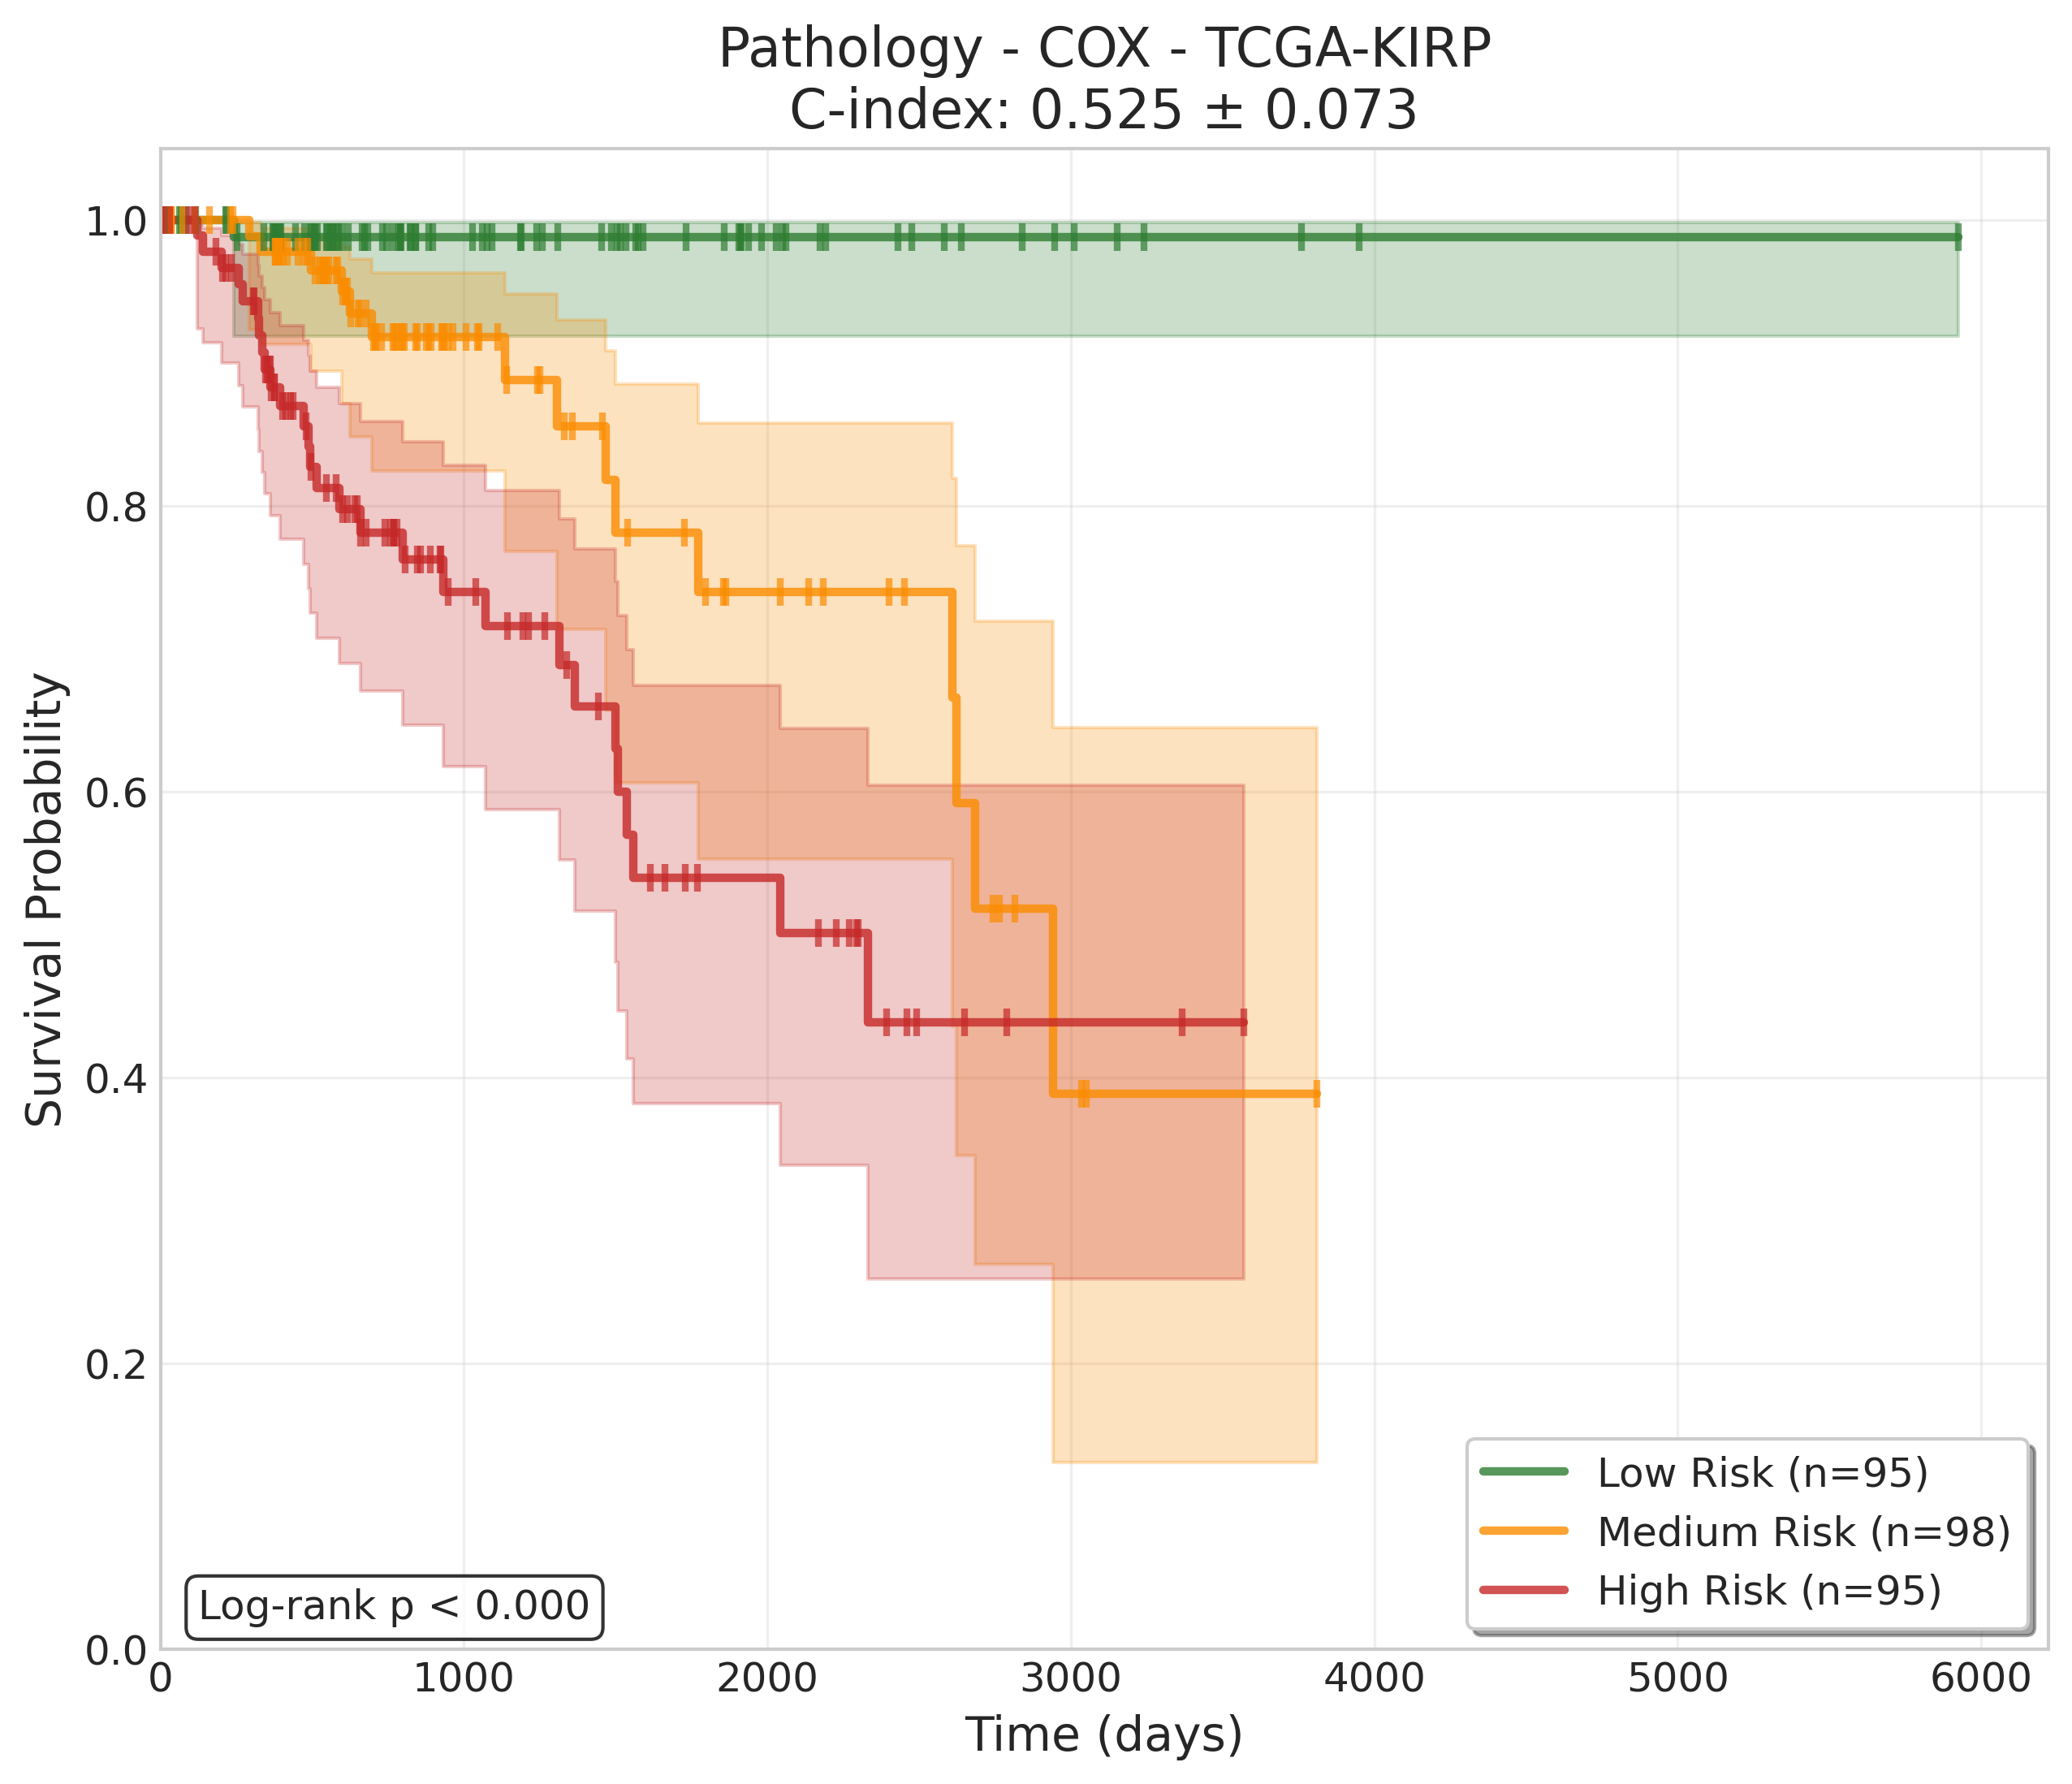 Pathology - COX - TCGA-KIRP
C-index: 0.525 ± 0.073
Survival Probability
1.0
0.8
0.6
0.4
0.2
0.0
Log-rank p < 0.000
Low Risk (n=95)
Medium Risk (n=98)
High Risk (n=95)
0 1000 2000 3000 4000 5000 6000
Time (days)